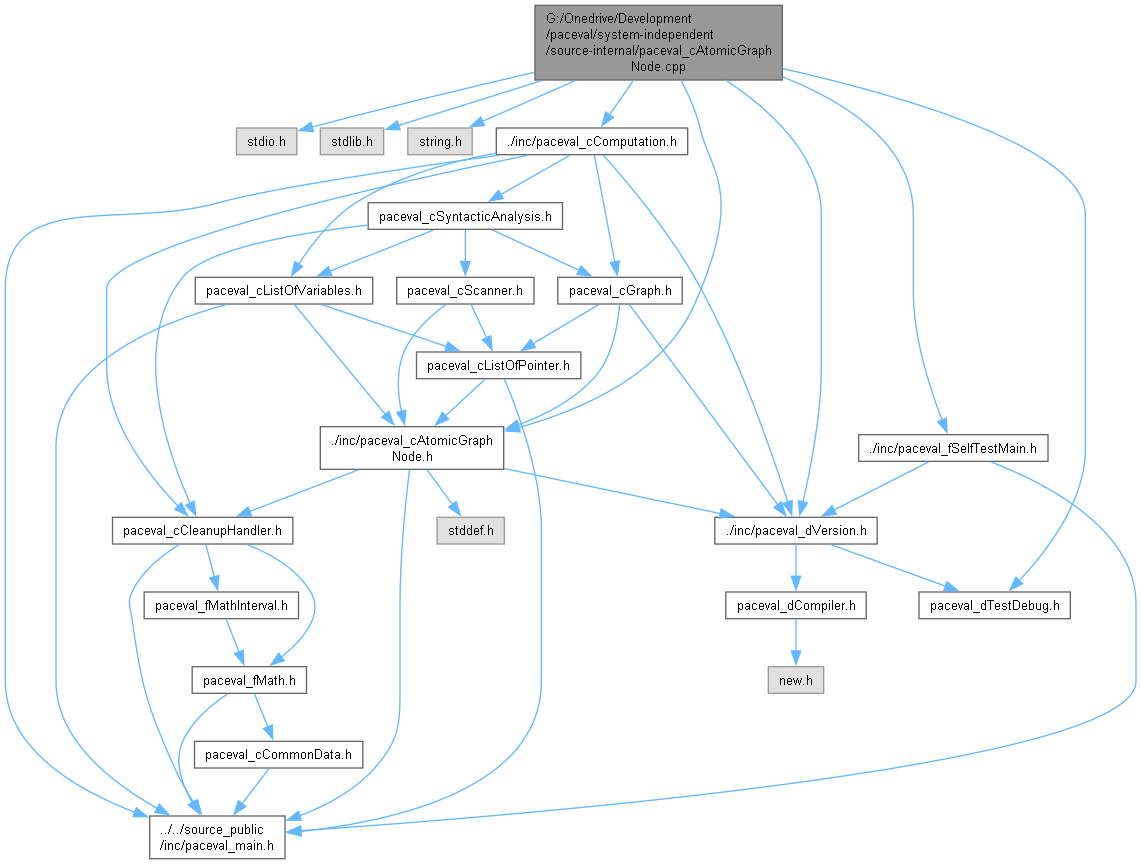 G:/Onedrive/Development
/paceval/system-independent
/source-internal/paceval_cAtomicGraph
Node.cpp
stdio.h
stdlib.h
string.h
./inc/paceval_cComputation.h
paceval_cSyntacticAnalysis.h
paceval_cListOfVariables.h
paceval_cScanner.h
paceval_cGraph.h
paceval_cListOfPointer.h
./inc/paceval_cAtomicGraph
Node.h
./inc/paceval_fSelfTestMain.h
paceval_cCleanupHandler.h
stddef.h
./inc/paceval_dVersion.h
paceval_fMathInterval.h
paceval_dCompiler.h
paceval_dTestDebug.h
paceval_fMath.h
new.h
paceval_cCommonData.h
../../source_public
/inc/paceval_main.h